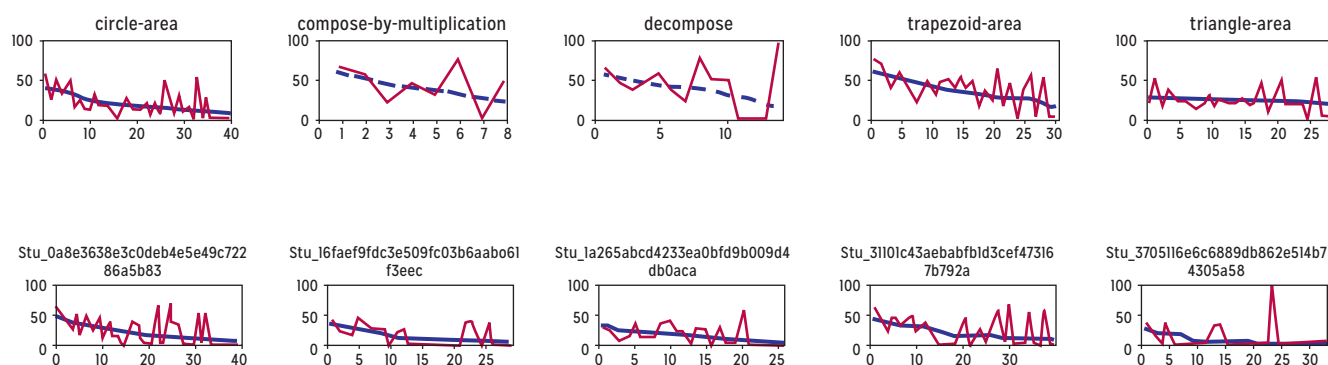 circle-area compose-by-multiplication decompose trapezoid-area triangle-area
100 100 100 100 100
50 50 50 50 50
0 0 0 0 0
0 10 20 30 40 0 1 2 3 4 5 6 7 8 0 5 10 0 5 10 15 20 25 30 0 5 10 15 20 25
Stu_0a8e3638e3c0deb4e5e49c722 Stu_16faef9fdc3e509fc03b6aabo61 Stu_1a265abcd4233ea0bfd9b009d4 Stu_31101c43aebabfb1d3cef47316 Stu_3705116e6c6889db862e514b7
86a5b83 f3eec db0aca 7b792a 4305a58
100 100 100 100 100
50 50 50 50 50
0 0 0 0 0
0 10 20 30 40 0 5 10 15 20 25 0 5 10 15 20 25 0 10 20 30 0 5 10 15 20 25 30